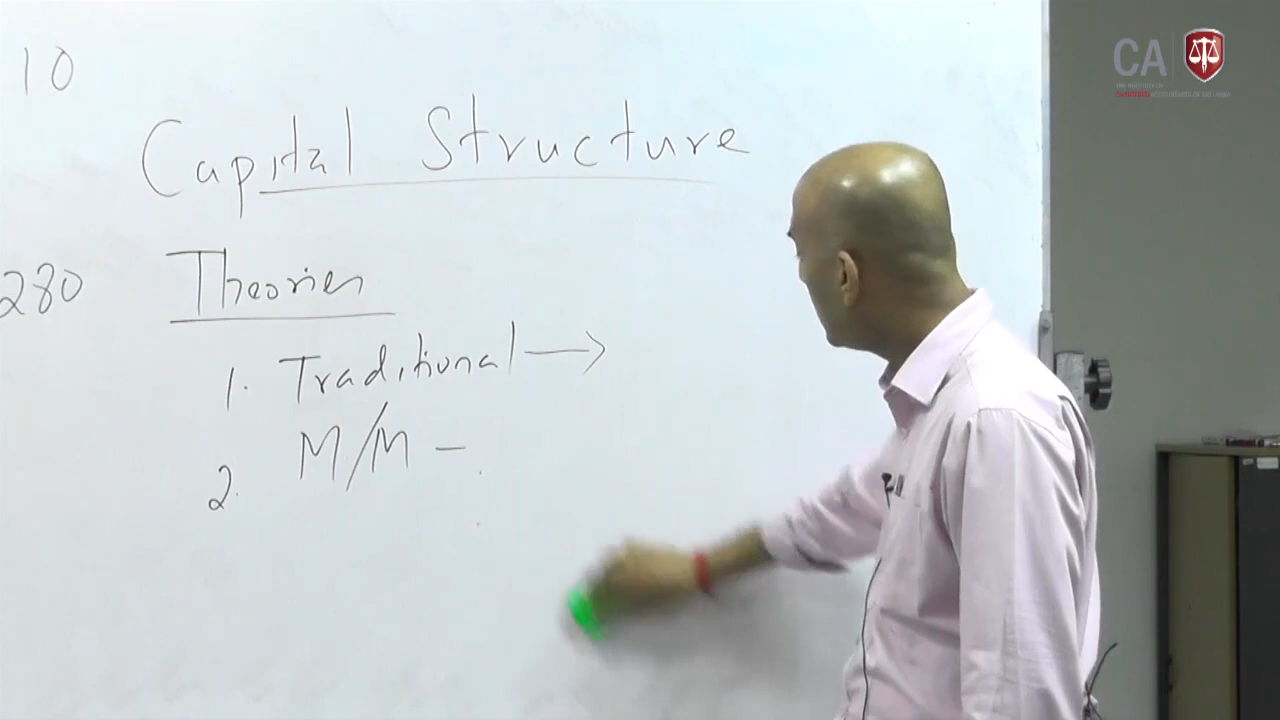 10
Capital Structure
280
Theories
1. Traditional →
2. M/M -
CA